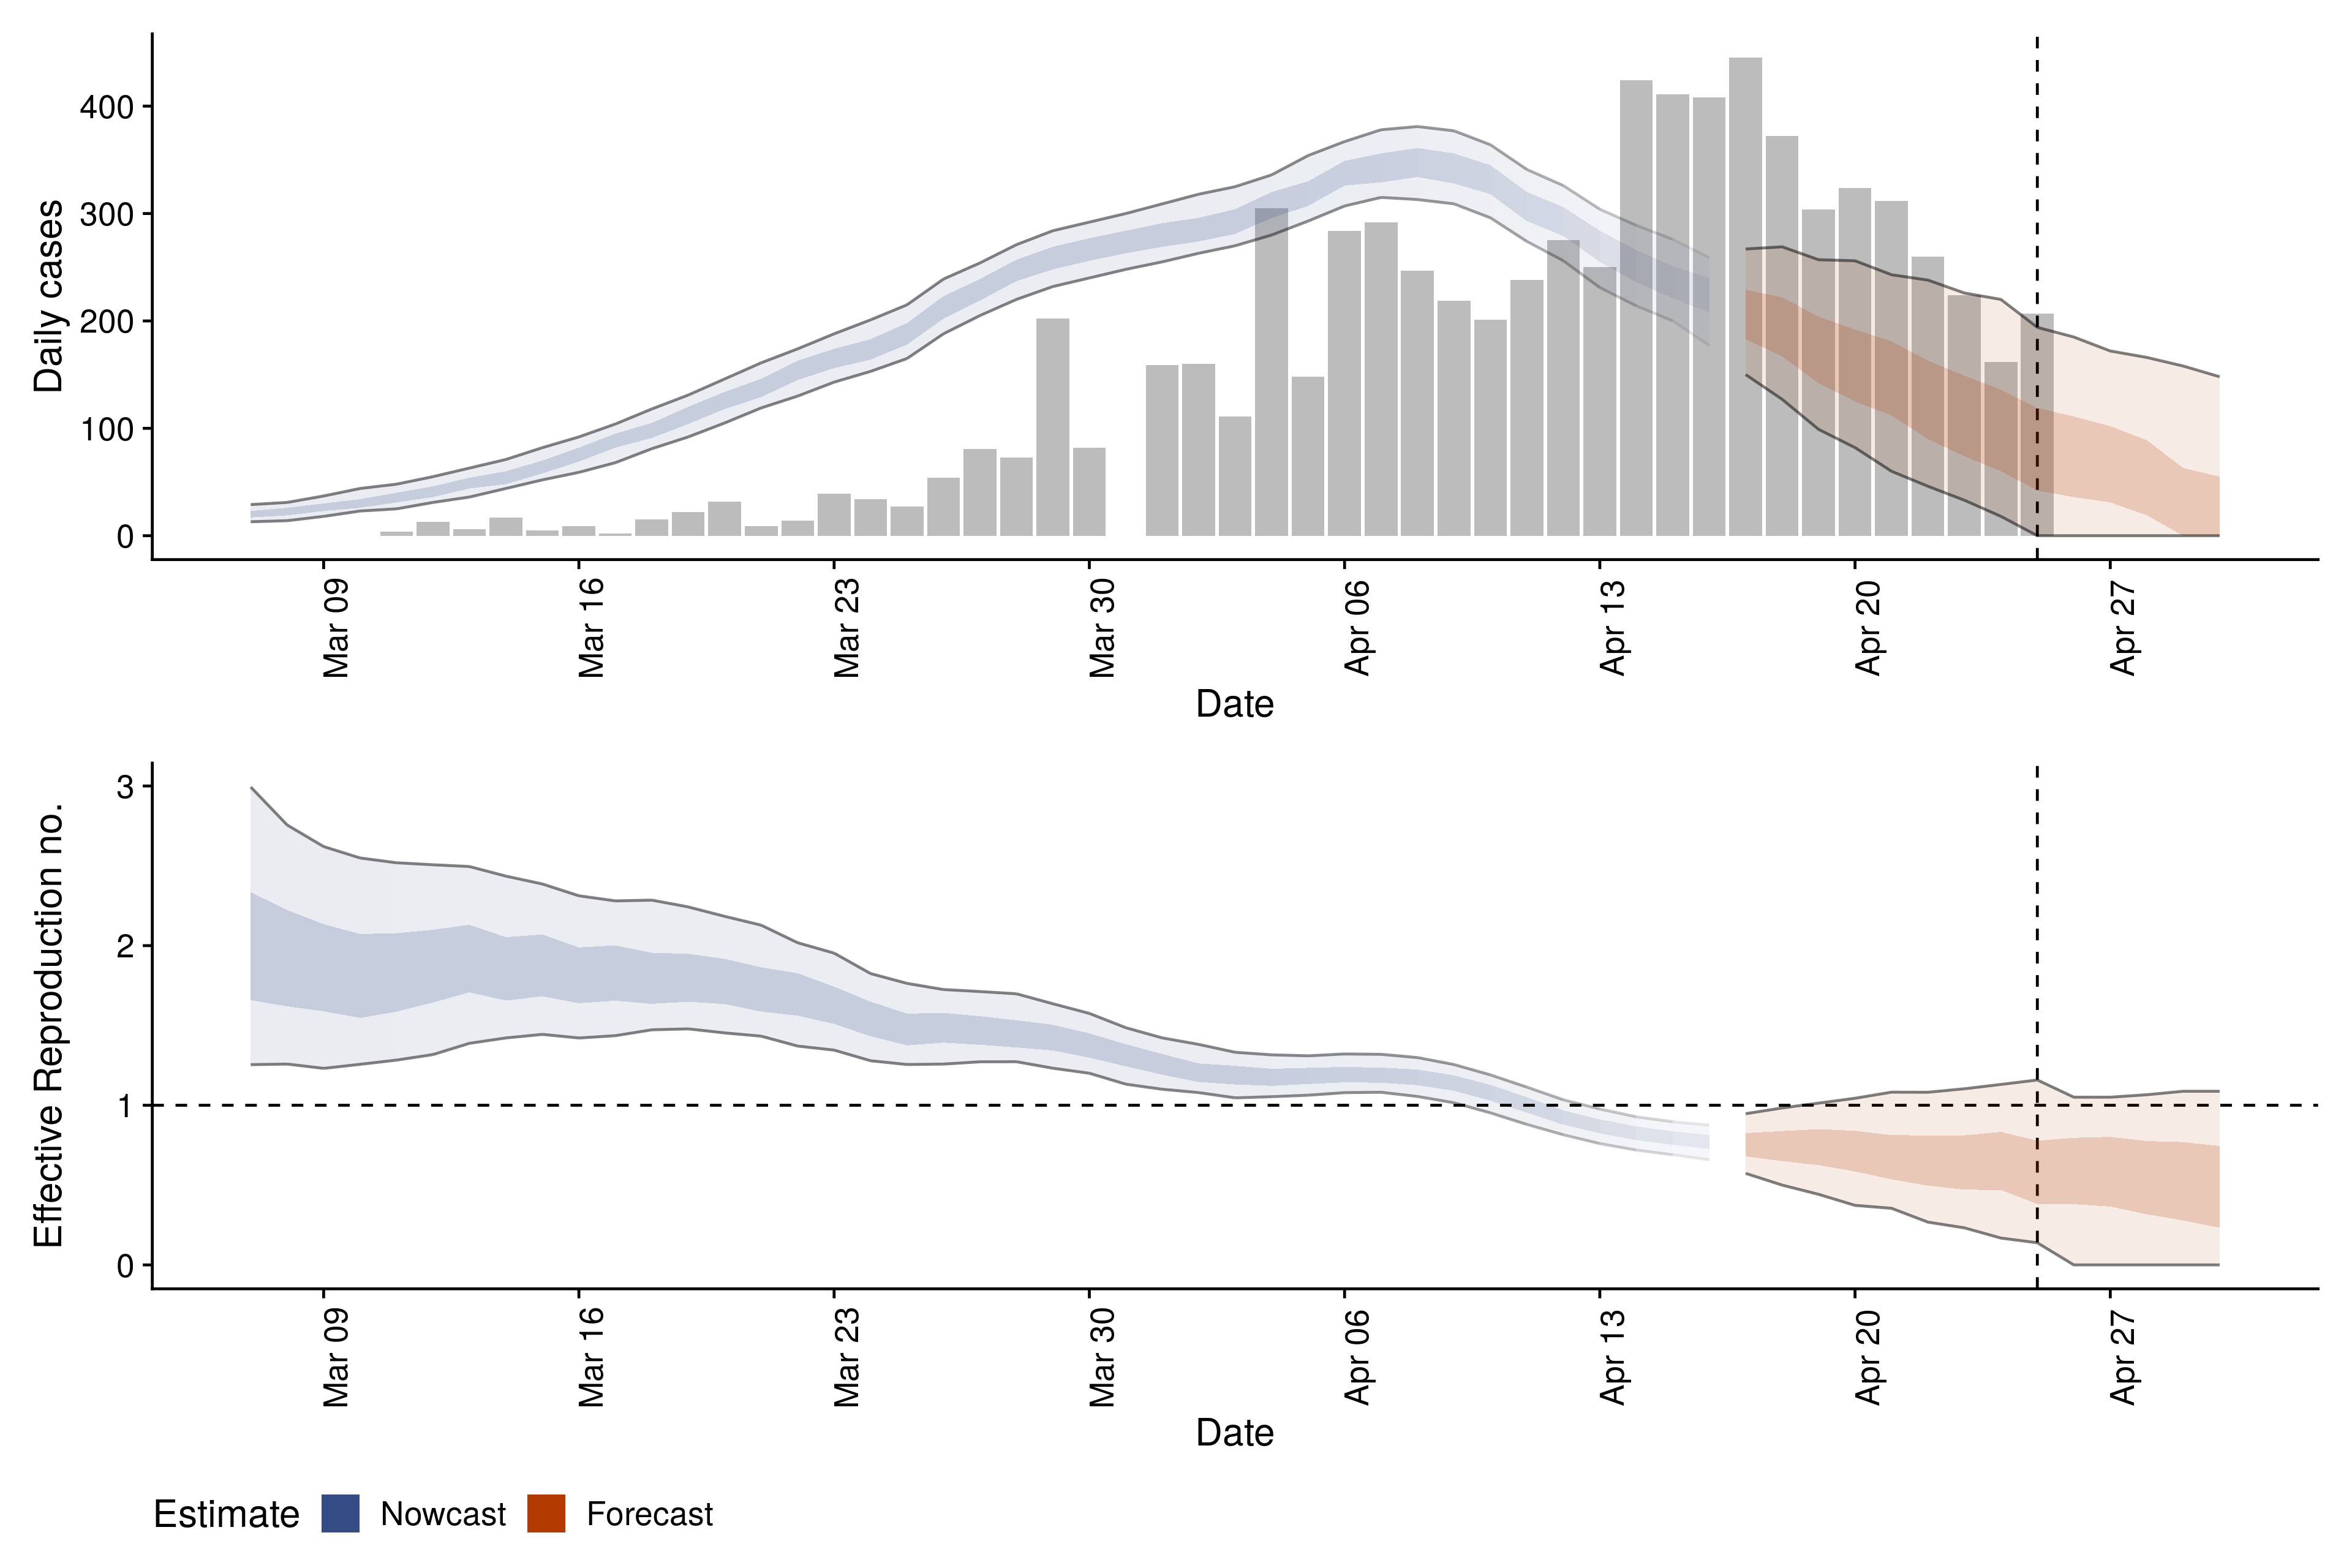 Daily cases
400
300
200
100
0
Mar 09
Mar 16
Mar 23
Mar 30
Apr 06
Apr 13
Apr 20
Apr 27
Date
Effective Reproduction no.
3
2
1
0
Mar 09
Mar 16
Mar 23
Mar 30
Apr 06
Apr 13
Apr 20
Apr 27
Date
Estimate Nowcast Forecast